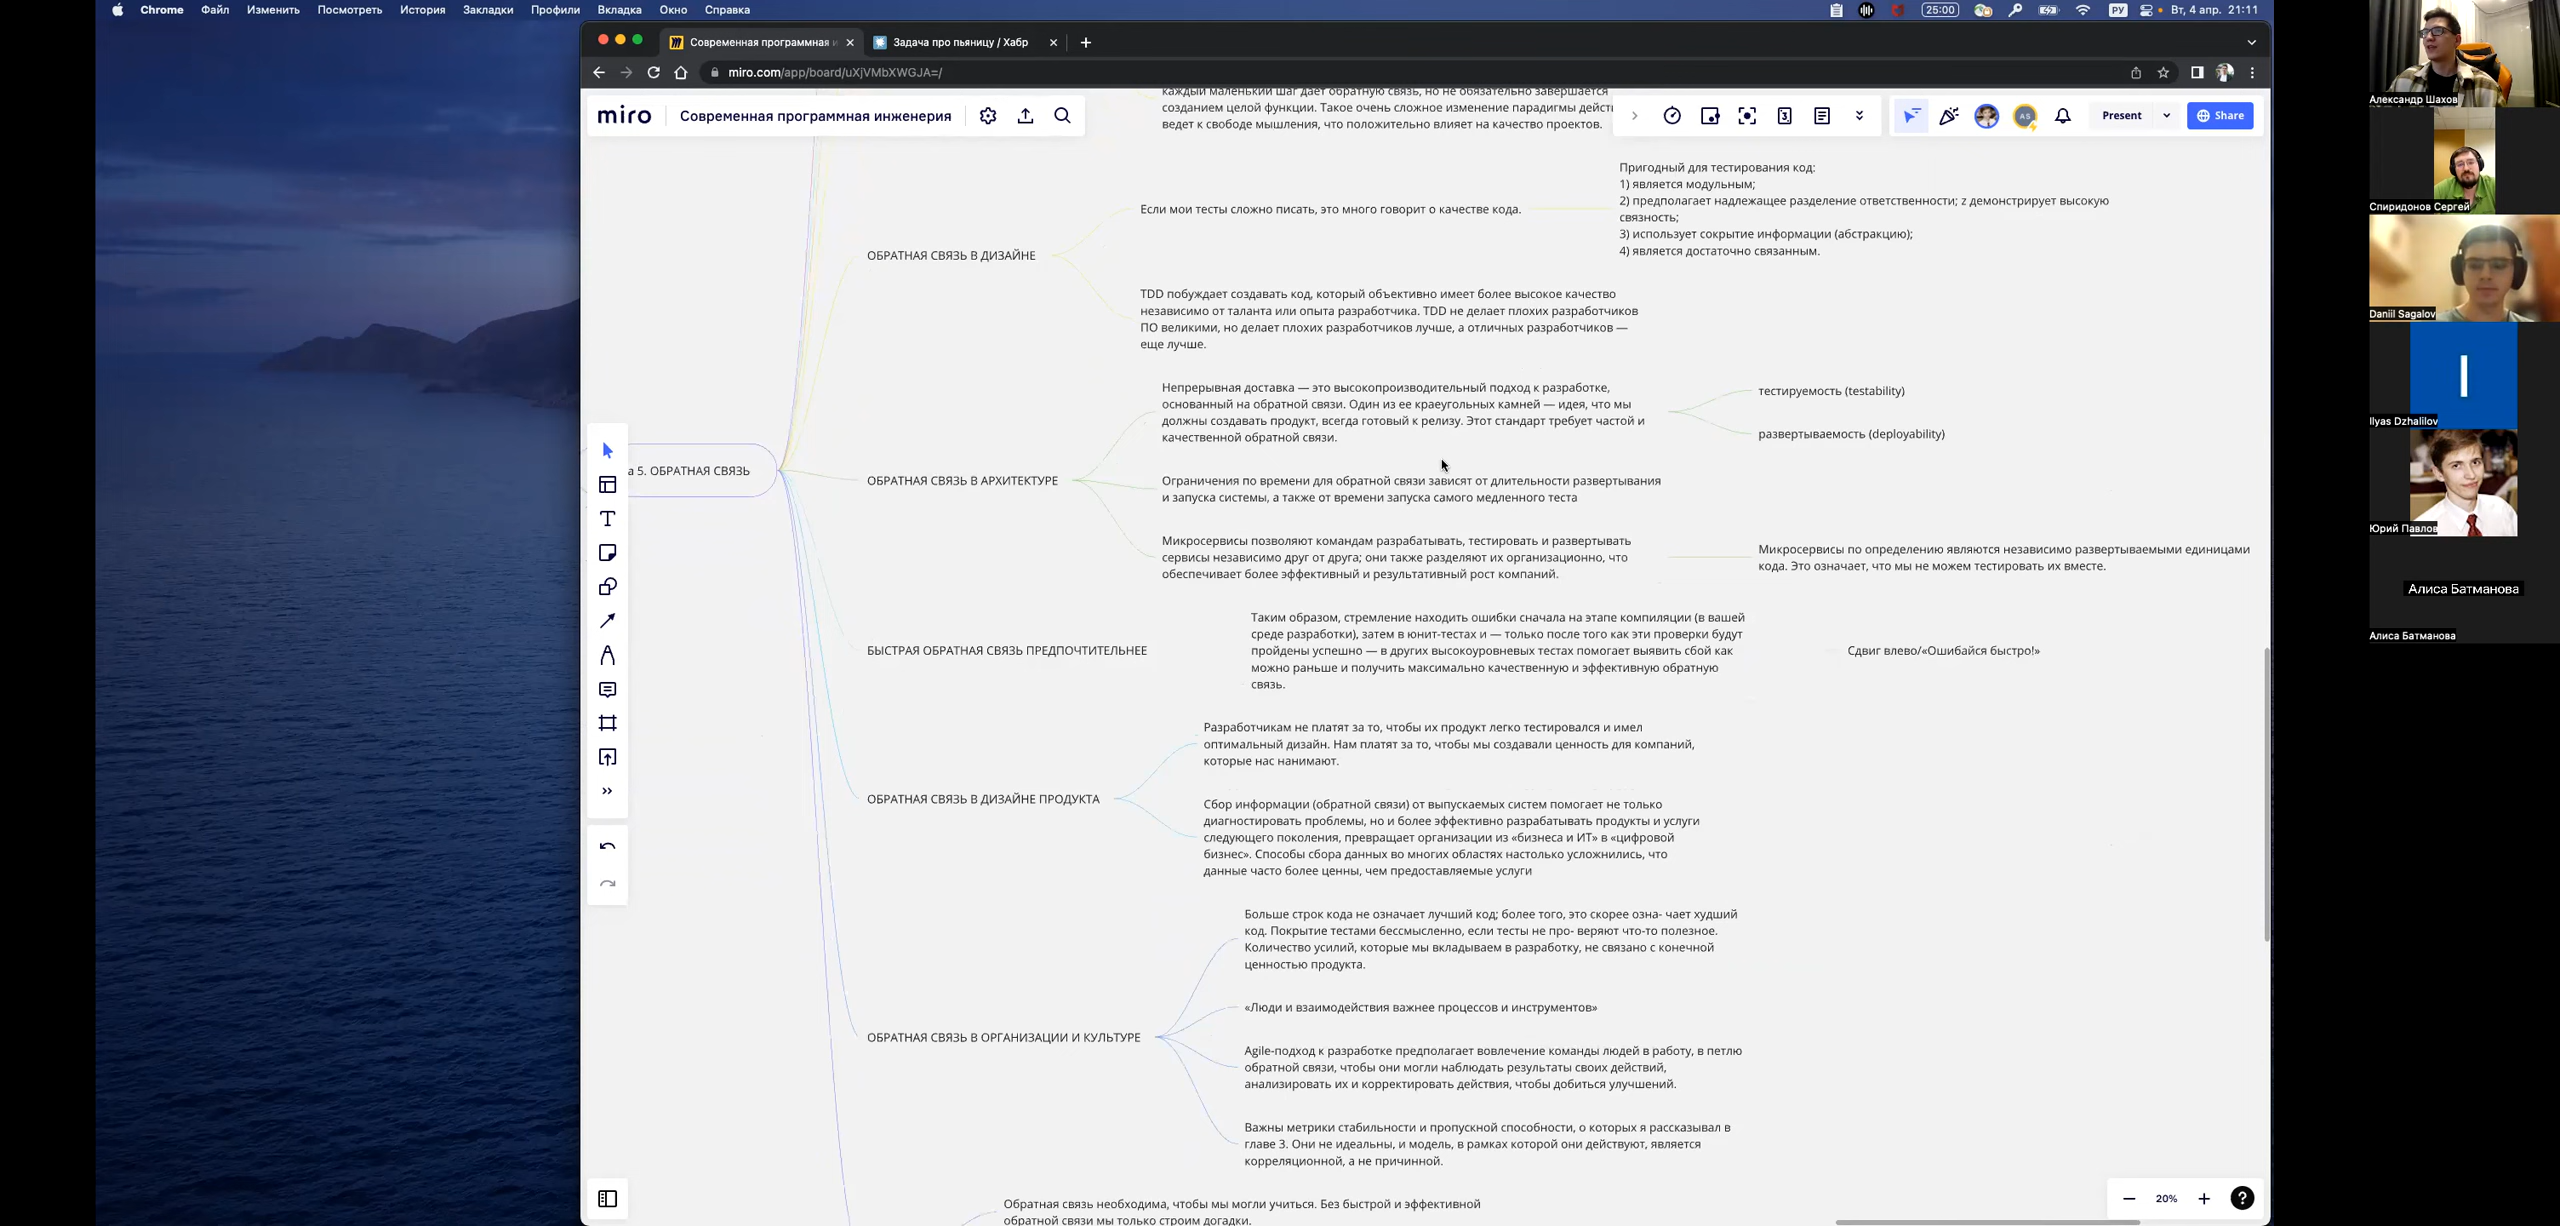 Chrome Файл Изменить Посмотреть История Закладки Профили Вкладка Окно Справка
25:00 РУ Вт, 4 апр. 21:11
Современная программная и
Задача про пьяницу / Хабр
miro.com/app/board/uXjVMbXWGJA=/
miro Современная программная инженерия
3
AS
Present
Share
каждый маленький шаг дает обратную связь, но не обязательно завершается
созданием целой функции. Такое очень сложное изменение парадигмы дейст
ведет к свободе мышления, что положительно влияет на качество проектов.
Пригодный для тестирования код:
1) является модульным;
2) предполагает надлежащее разделение ответственности; z демонстрирует высокую
связность;
3) использует сокрытие информации (абстракцию);
4) является достаточно связанным.
Если мои тесты сложно писать, это много говорит о качестве кода.
ОБРАТНАЯ СВЯЗЬ В ДИЗАЙНЕ
TDD побуждает создавать код, который объективно имеет более высокое качество
независимо от таланта или опыта разработчика. TDD не делает плохих разработчиков
ПО великими, но делает плохих разработчиков лучше, а отличных разработчиков —
еще лучше.
Непрерывная доставка — это высокопроизводительный подход к разработке,
основанный на обратной связи. Один из ее краеугольных камней — идея, что мы
должны создавать продукт, всегда готовый к релизу. Этот стандарт требует частой и
качественной обратной связи.
тестируемость (testability)
развертываемость (deployability)
а 5. ОБРАТНАЯ СВЯЗЬ
ОБРАТНАЯ СВЯЗЬ В АРХИТЕКТУРЕ
Ограничения по времени для обратной связи зависят от длительности развертывания
и запуска системы, а также от времени запуска самого медленного теста
Микросервисы позволяют командам разрабатывать, тестировать и развертывать
сервисы независимо друг от друга; они также разделяют их организационно, что
обеспечивает более эффективный и результативный рост компаний.
Микросервисы по определению являются независимо развертываемыми единицами
кода. Это означает, что мы не можем тестировать их вместе.
БЫСТРАЯ ОБРАТНАЯ СВЯЗЬ ПРЕДПОЧТИТЕЛЬНЕЕ
Таким образом, стремление находить ошибки сначала на этапе компиляции (в вашей
среде разработки), затем в юнит-тестах и — только после того как эти проверки будут
пройдены успешно — в других высокоуровневых тестах помогает выявить сбой как
можно раньше и получить максимально качественную и эффективную обратную
связь.
Сдвиг влево/«Ошибайся быстро!»
Разработчикам не платят за то, чтобы их продукт легко тестировался и имел
оптимальный дизайн. Нам платят за то, чтобы мы создавали ценность для компаний,
которые нас нанимают.
ОБРАТНАЯ СВЯЗЬ В ДИЗАЙНЕ ПРОДУКТА
Сбор информации (обратной связи) от выпускаемых систем помогает не только
диагностировать проблемы, но и более эффективно разрабатывать продукты и услуги
следующего поколения, превращает организации из «бизнеса и ИТ» в «цифровой
бизнес». Способы сбора данных во многих областях настолько усложнились, что
данные часто более ценны, чем предоставляемые услуги
Больше строк кода не означает лучший код; более того, это скорее озна- чает худший
код. Покрытие тестами бессмысленно, если тесты не про- веряют что-то полезное.
Количество усилий, которые мы вкладываем в разработку, не связано с конечной
ценностью продукта.
«Люди и взаимодействия важнее процессов и инструментов»
ОБРАТНАЯ СВЯЗЬ В ОРГАНИЗАЦИИ И КУЛЬТУРЕ
Agile-подход к разработке предполагает вовлечение команды людей в работу, в петлю
обратной связи, чтобы они могли наблюдать результаты своих действий,
анализировать их и корректировать действия, чтобы добиться улучшений.
Важны метрики стабильности и пропускной способности, о которых я рассказывал в
главе 3. Они не идеальны, и модель, в рамках которой они действуют, является
корреляционной, а не причинной.
Обратная связь необходима, чтобы мы могли учиться. Без быстрой и эффективной
обратной связи мы только строим догадки.
20%
?
Александр Шахов
Спиридонов Сергей
Daniil Sagalov
I
Ilyas Dzhalilov
Юрий Павлов
Алиса Батманова
Алиса Батманова